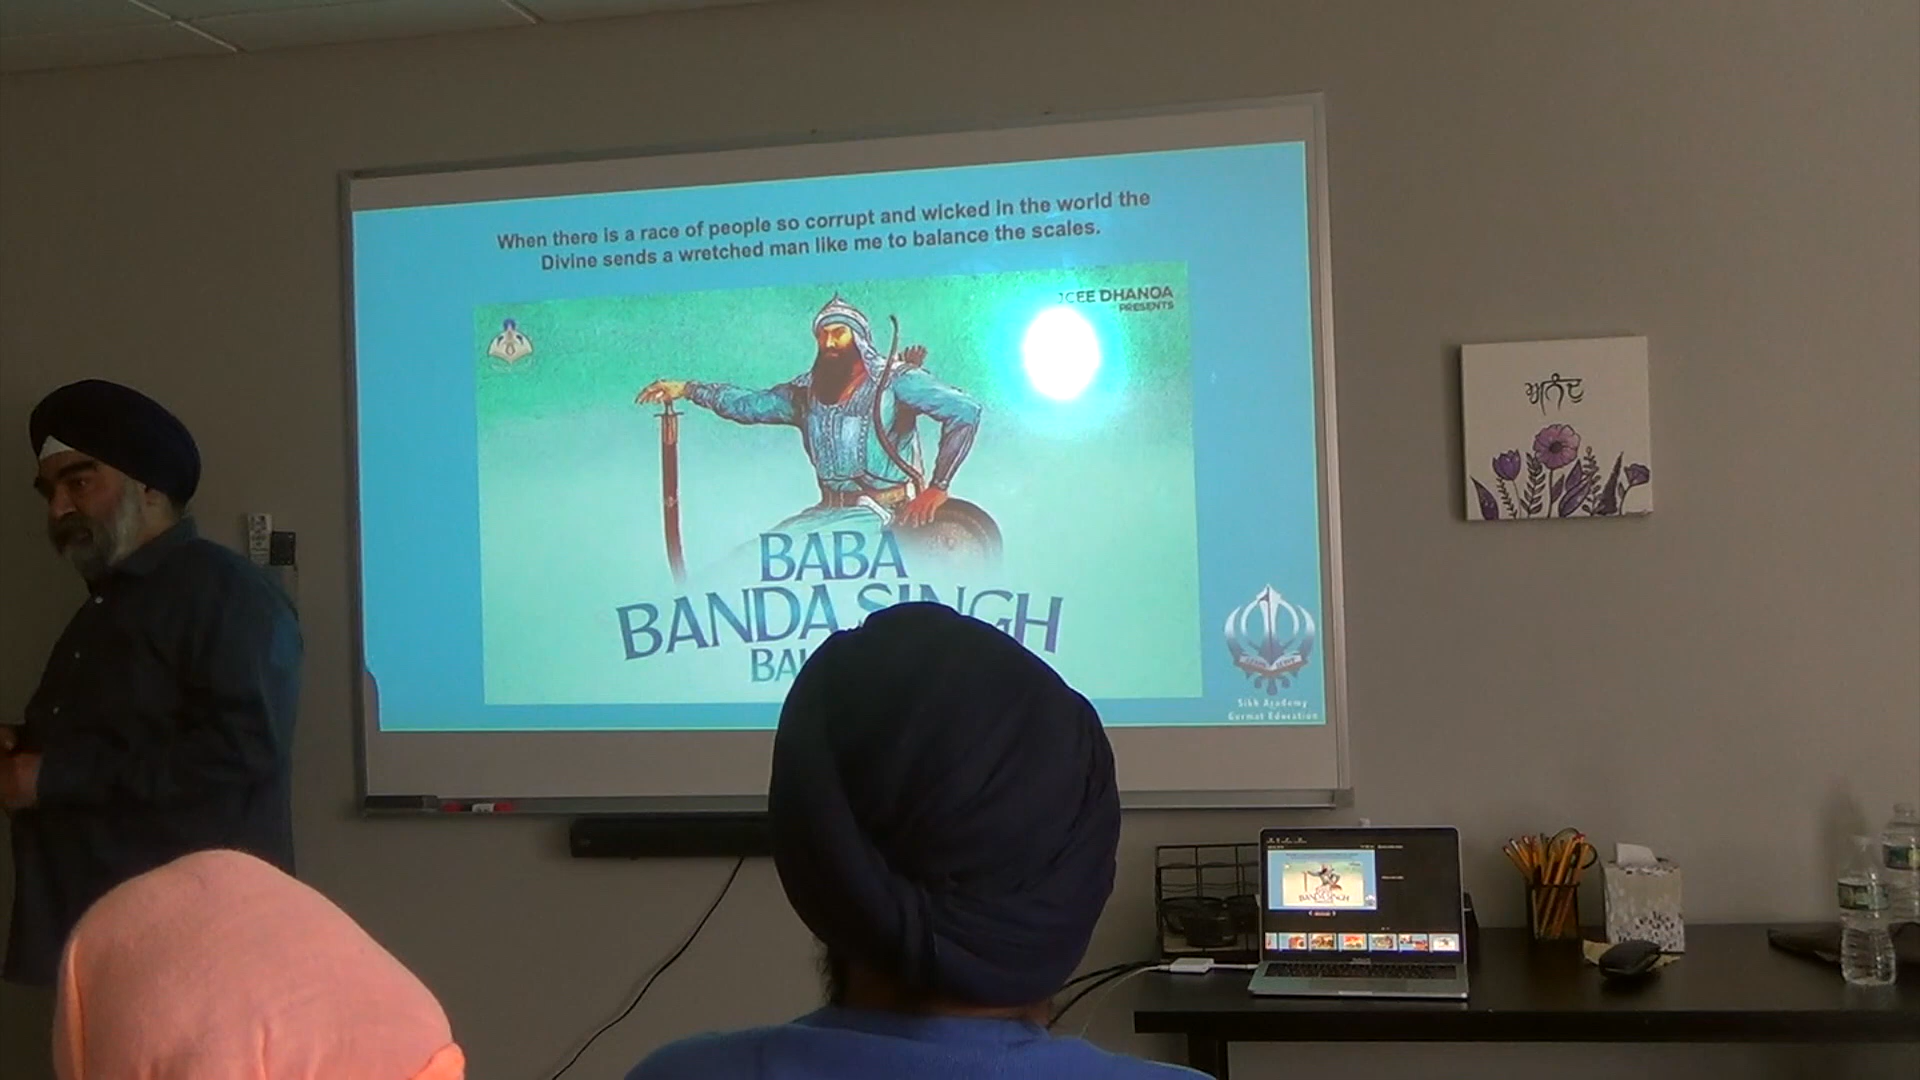 When there is a race of people so corrupt and wicked in the world the
Divine sends a wretched man like me to balance the scales.
DHANOA
PRESENTS
BABA
BANDA SINGH
ਅਨੰਦੁ
Sikh Academy
Gurmat Education